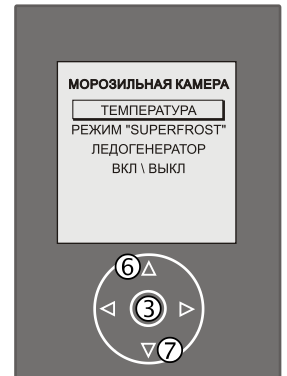 МОРОЗИЛЬНАЯ КАМЕРА
ТЕМПЕРАТУРА
РЕЖИМ "SUPERFROST"
ЛЕДОГЕНЕРАТОР
ВКЛ \ ВЫКЛ
6
3
7